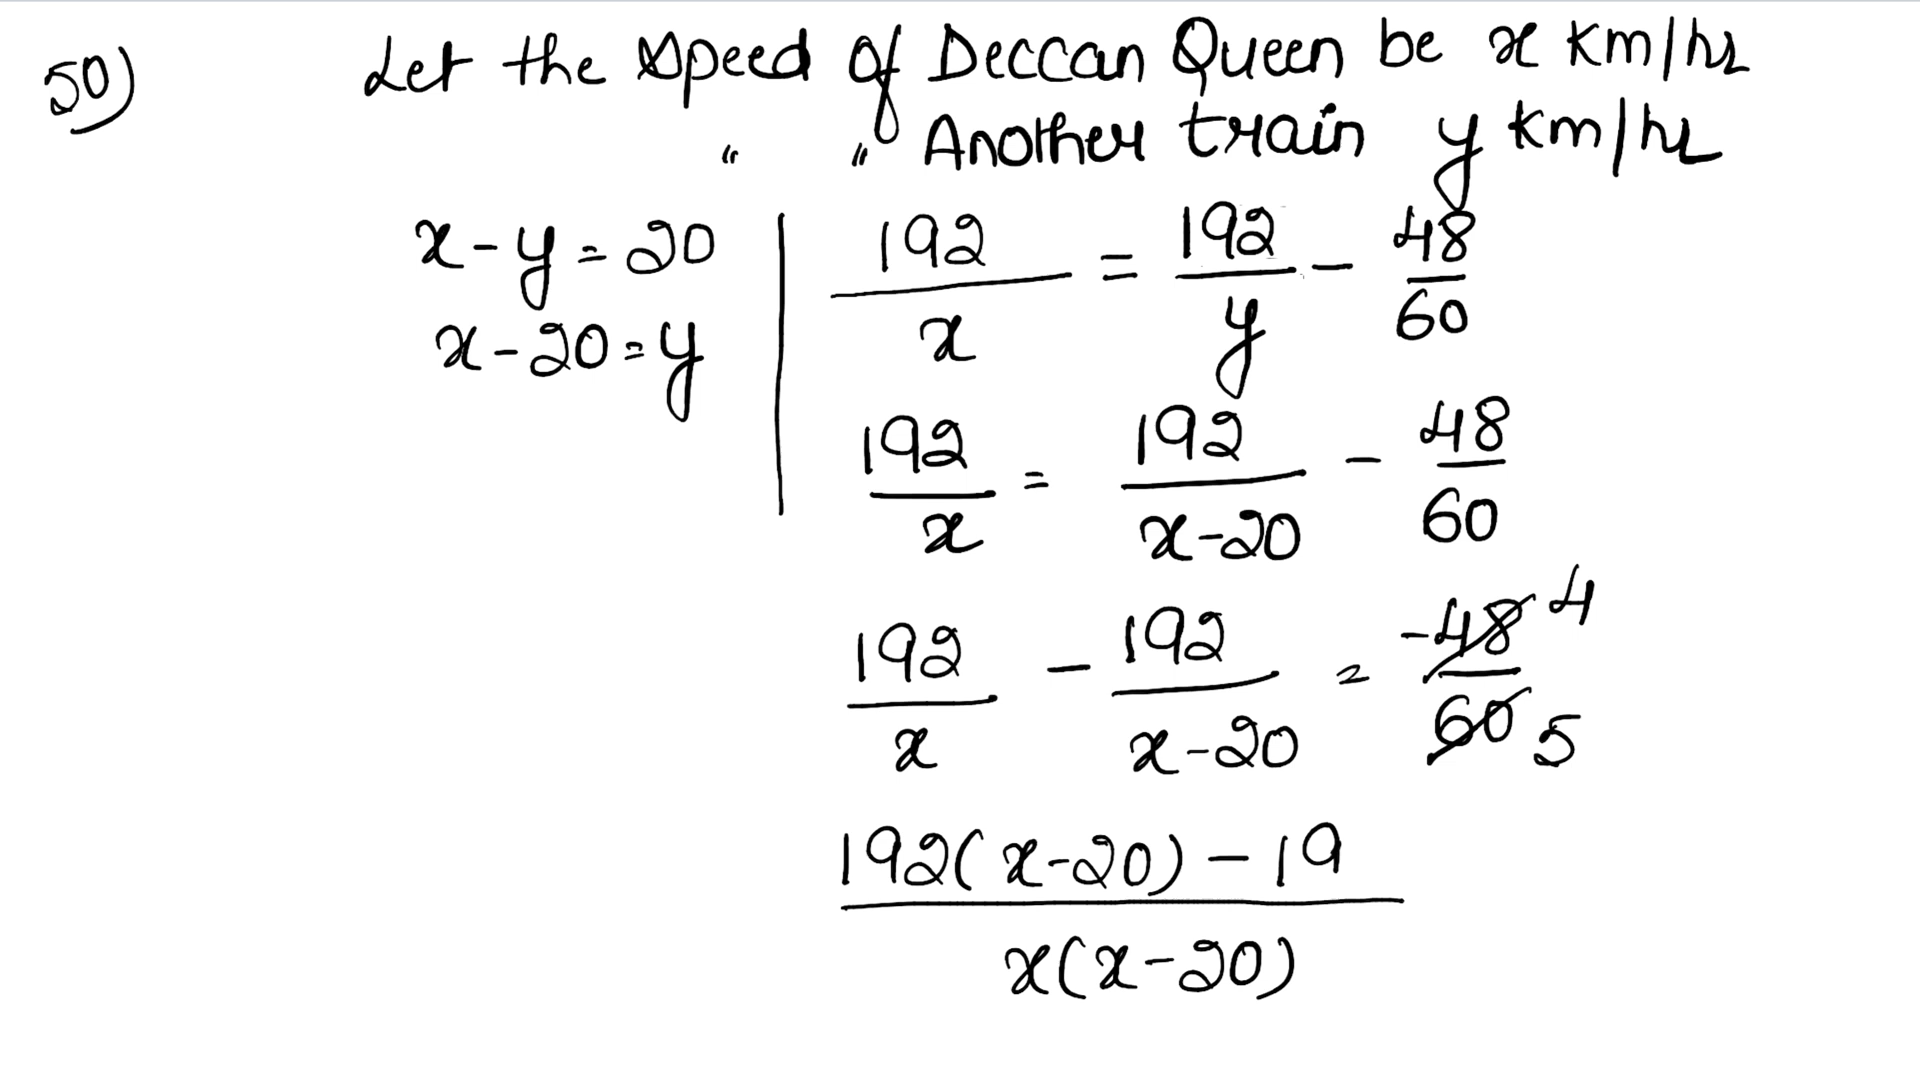 50)
Let the speed of Deccan Queen be x km/hr
" " Another train y km/hr
x-y=20
x-20=y
192/x = 192/y - 48/60
192/x = 192/x-20 - 48/60
192/x - 192/x-20 = -48/60 4 5
192(x-20)-19
x(x-20)